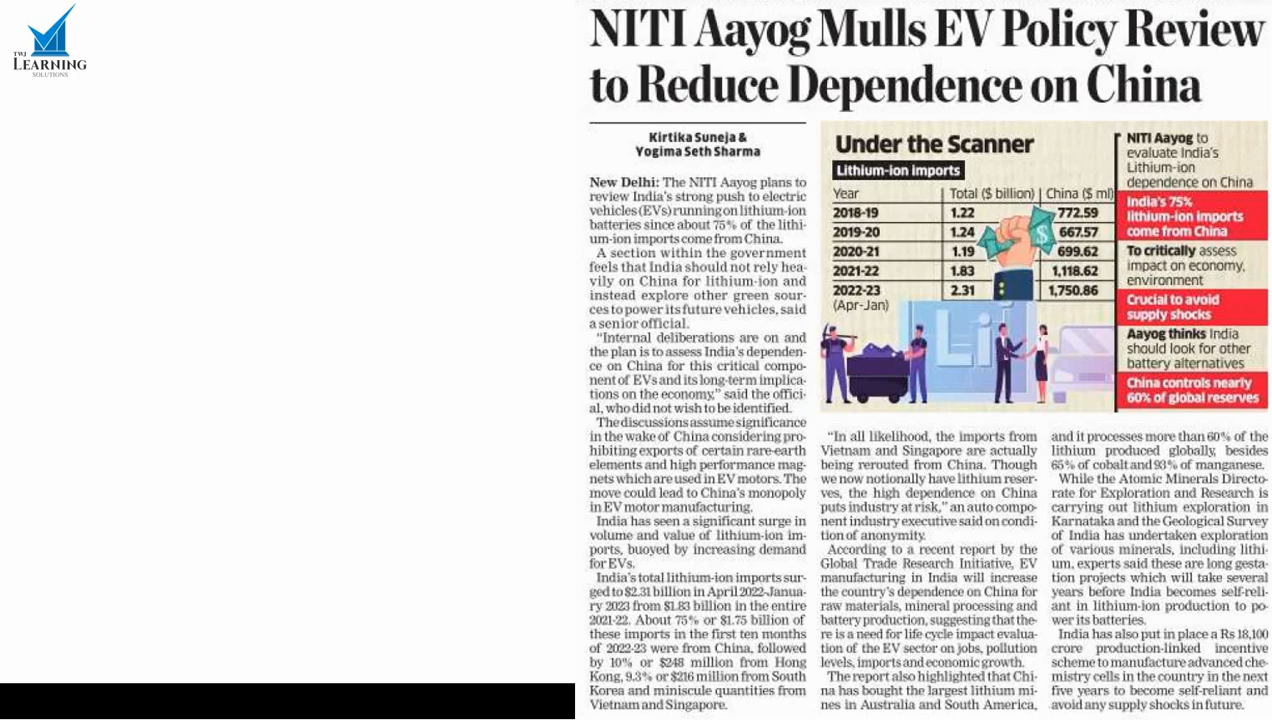 TWJ
LEARNING
SOLUTIONS
NITI Aayog Mulls EV Policy Review
to Reduce Dependence on China
Kirtika Suneja &
Yogima Seth Sharma
New Delhi: The NITI Aayog plans to
review India's strong push to electric
vehicles (EVs) running on lithium-ion
batteries since about 75% of the lithi-
um-ion imports come from China.
A section within the government
feels that India should not rely hea-
vily on China for lithium-ion and
instead explore other green sour-
ces to power its future vehicles, said
a senior official.
"Internal deliberations are on and
the plan is to assess India's dependen-
ce on China for this critical compo-
nent of EVs and its long-term implica-
tions on the economy," said the offici-
al, who did not wish to be identified.
The discussions assume significance
in the wake of China considering pro-
hibiting exports of certain rare-earth
elements and high performance mag-
nets which are used in EV motors. The
move could lead to China's monopoly
in EV motor manufacturing.
India has seen a significant surge in
volume and value of lithium-ion im-
ports, buoyed by increasing demand
for EVs.
India's total lithium-ion imports sur-
ged to $2.31 billion in April 2022-Janua-
ry 2023 from $1.83 billion in the entire
2021-22. About 75% or $1.75 billion of
these imports in the first ten months
of 2022-23 were from China, followed
by 10% or $248 million from Hong
Kong, 9.3% or $216 million from South
Korea and miniscule quantities from
Vietnam and Singapore.
Under the Scanner
Lithium-ion imports
Year Total ($ billion) China ($ ml)
2018-19 1.22 772.59
2019-20 1.24 667.57
2020-21 1.19 699.62
2021-22 1.83 1,118.62
2022-23 2.31 1,750.86
(Apr-Jan)
$
Li
NITI Aayog to
evaluate India's
Lithium-ion
dependence on China
India's 75%
lithium-ion imports
come from China
To critically assess
impact on economy,
environment
Crucial to avoid
supply shocks
Aayog thinks India
should look for other
battery alternatives
China controls nearly
60% of global reserves
"In all likelihood, the imports from
Vietnam and Singapore are actually
being rerouted from China. Though
we now notionally have lithium reser-
ves, the high dependence on China
puts industry at risk," an auto compo-
nent industry executive said on condi-
tion of anonymity.
According to a recent report by the
Global Trade Research Initiative, EV
manufacturing in India will increase
the country's dependence on China for
raw materials, mineral processing and
battery production, suggesting that the-
re is a need for life cycle impact evalua-
tion of the EV sector on jobs, pollution
levels, imports and economic growth.
The report also highlighted that Chi-
na has bought the largest lithium mi-
nes in Australia and South America,
and it processes more than 60% of the
lithium produced globally, besides
65% of cobalt and 93% of manganese.
While the Atomic Minerals Directo-
rate for Exploration and Research is
carrying out lithium exploration in
Karnataka and the Geological Survey
of India has undertaken exploration
of various minerals, including lithi-
um, experts said these are long gesta-
tion projects which will take several
years before India becomes self-reli-
ant in lithium-ion production to po-
wer its batteries.
India has also put in place a Rs 18,100
crore production-linked incentive
scheme to manufacture advanced che-
mistry cells in the country in the next
five years to become self-reliant and
avoid any supply shocks in future.